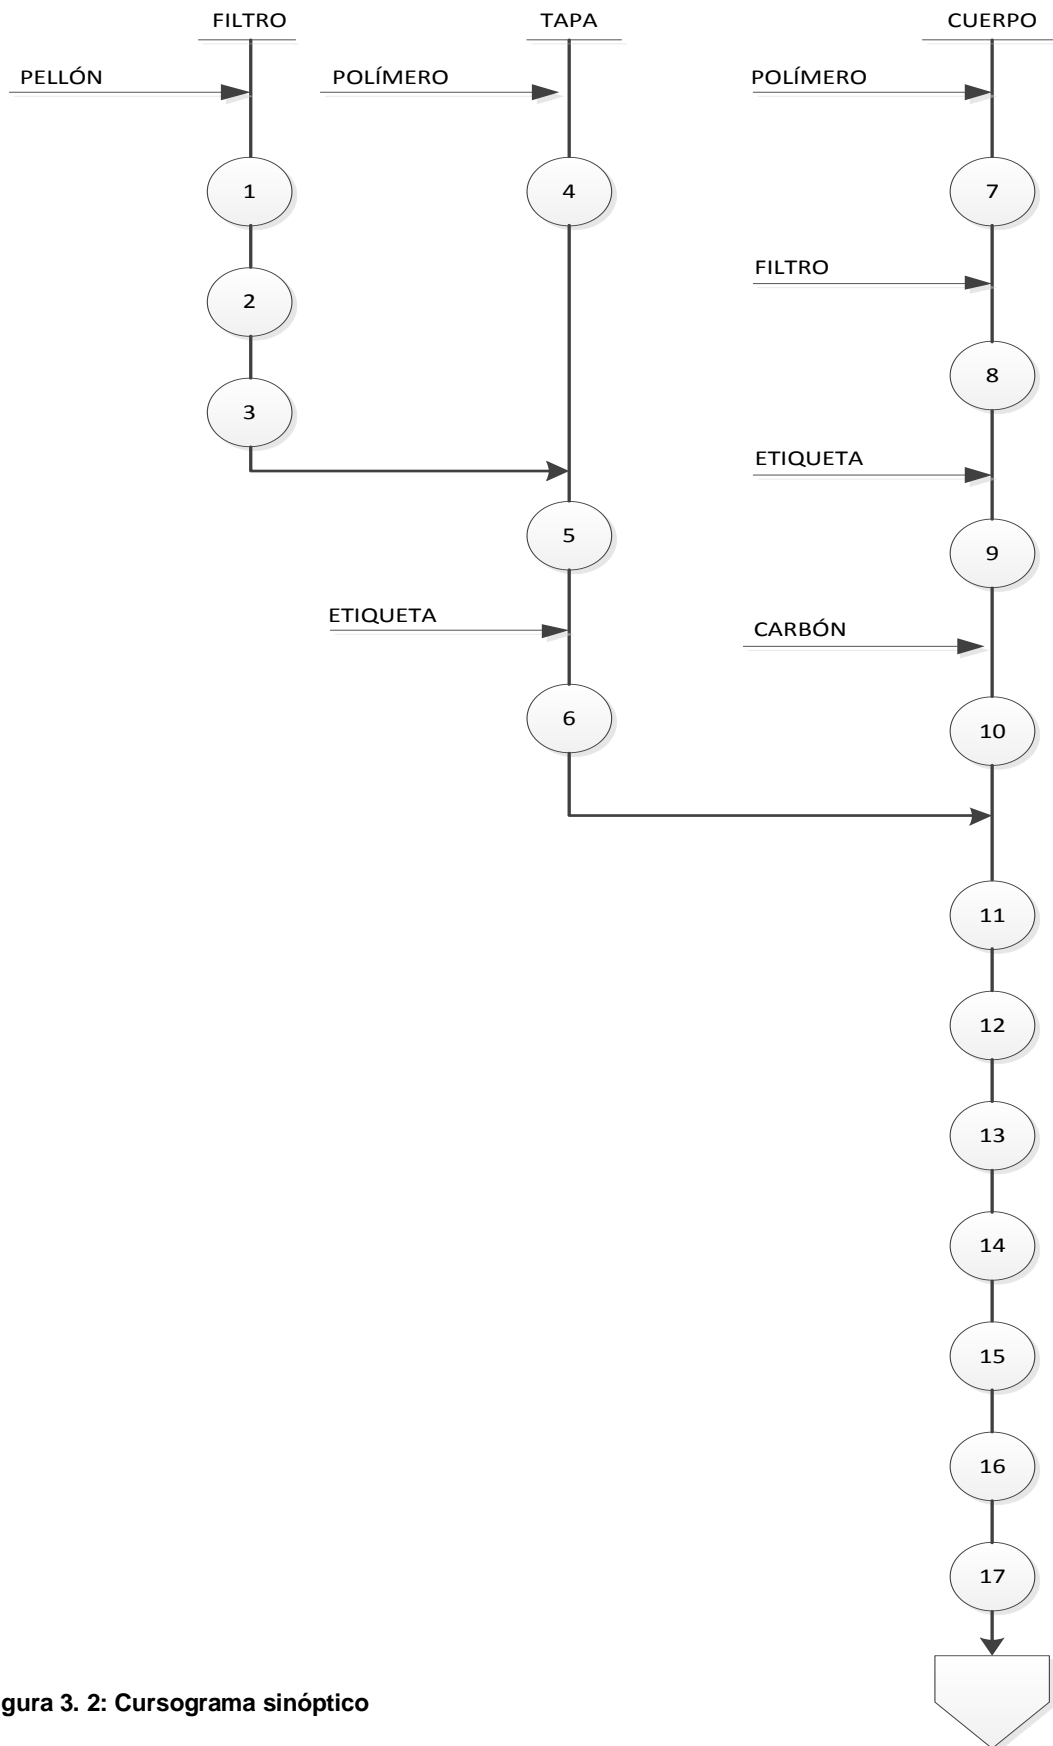 FILTRO
TAPA
CUERPO
PELLÓN
POLÍMERO
POLÍMERO
1
4
7
FILTRO
2
8
3
ETIQUETA
5
9
ETIQUETA
CARBÓN
6
10
11
12
13
14
15
16
17
gura 3. 2: Cursograma sinóptico